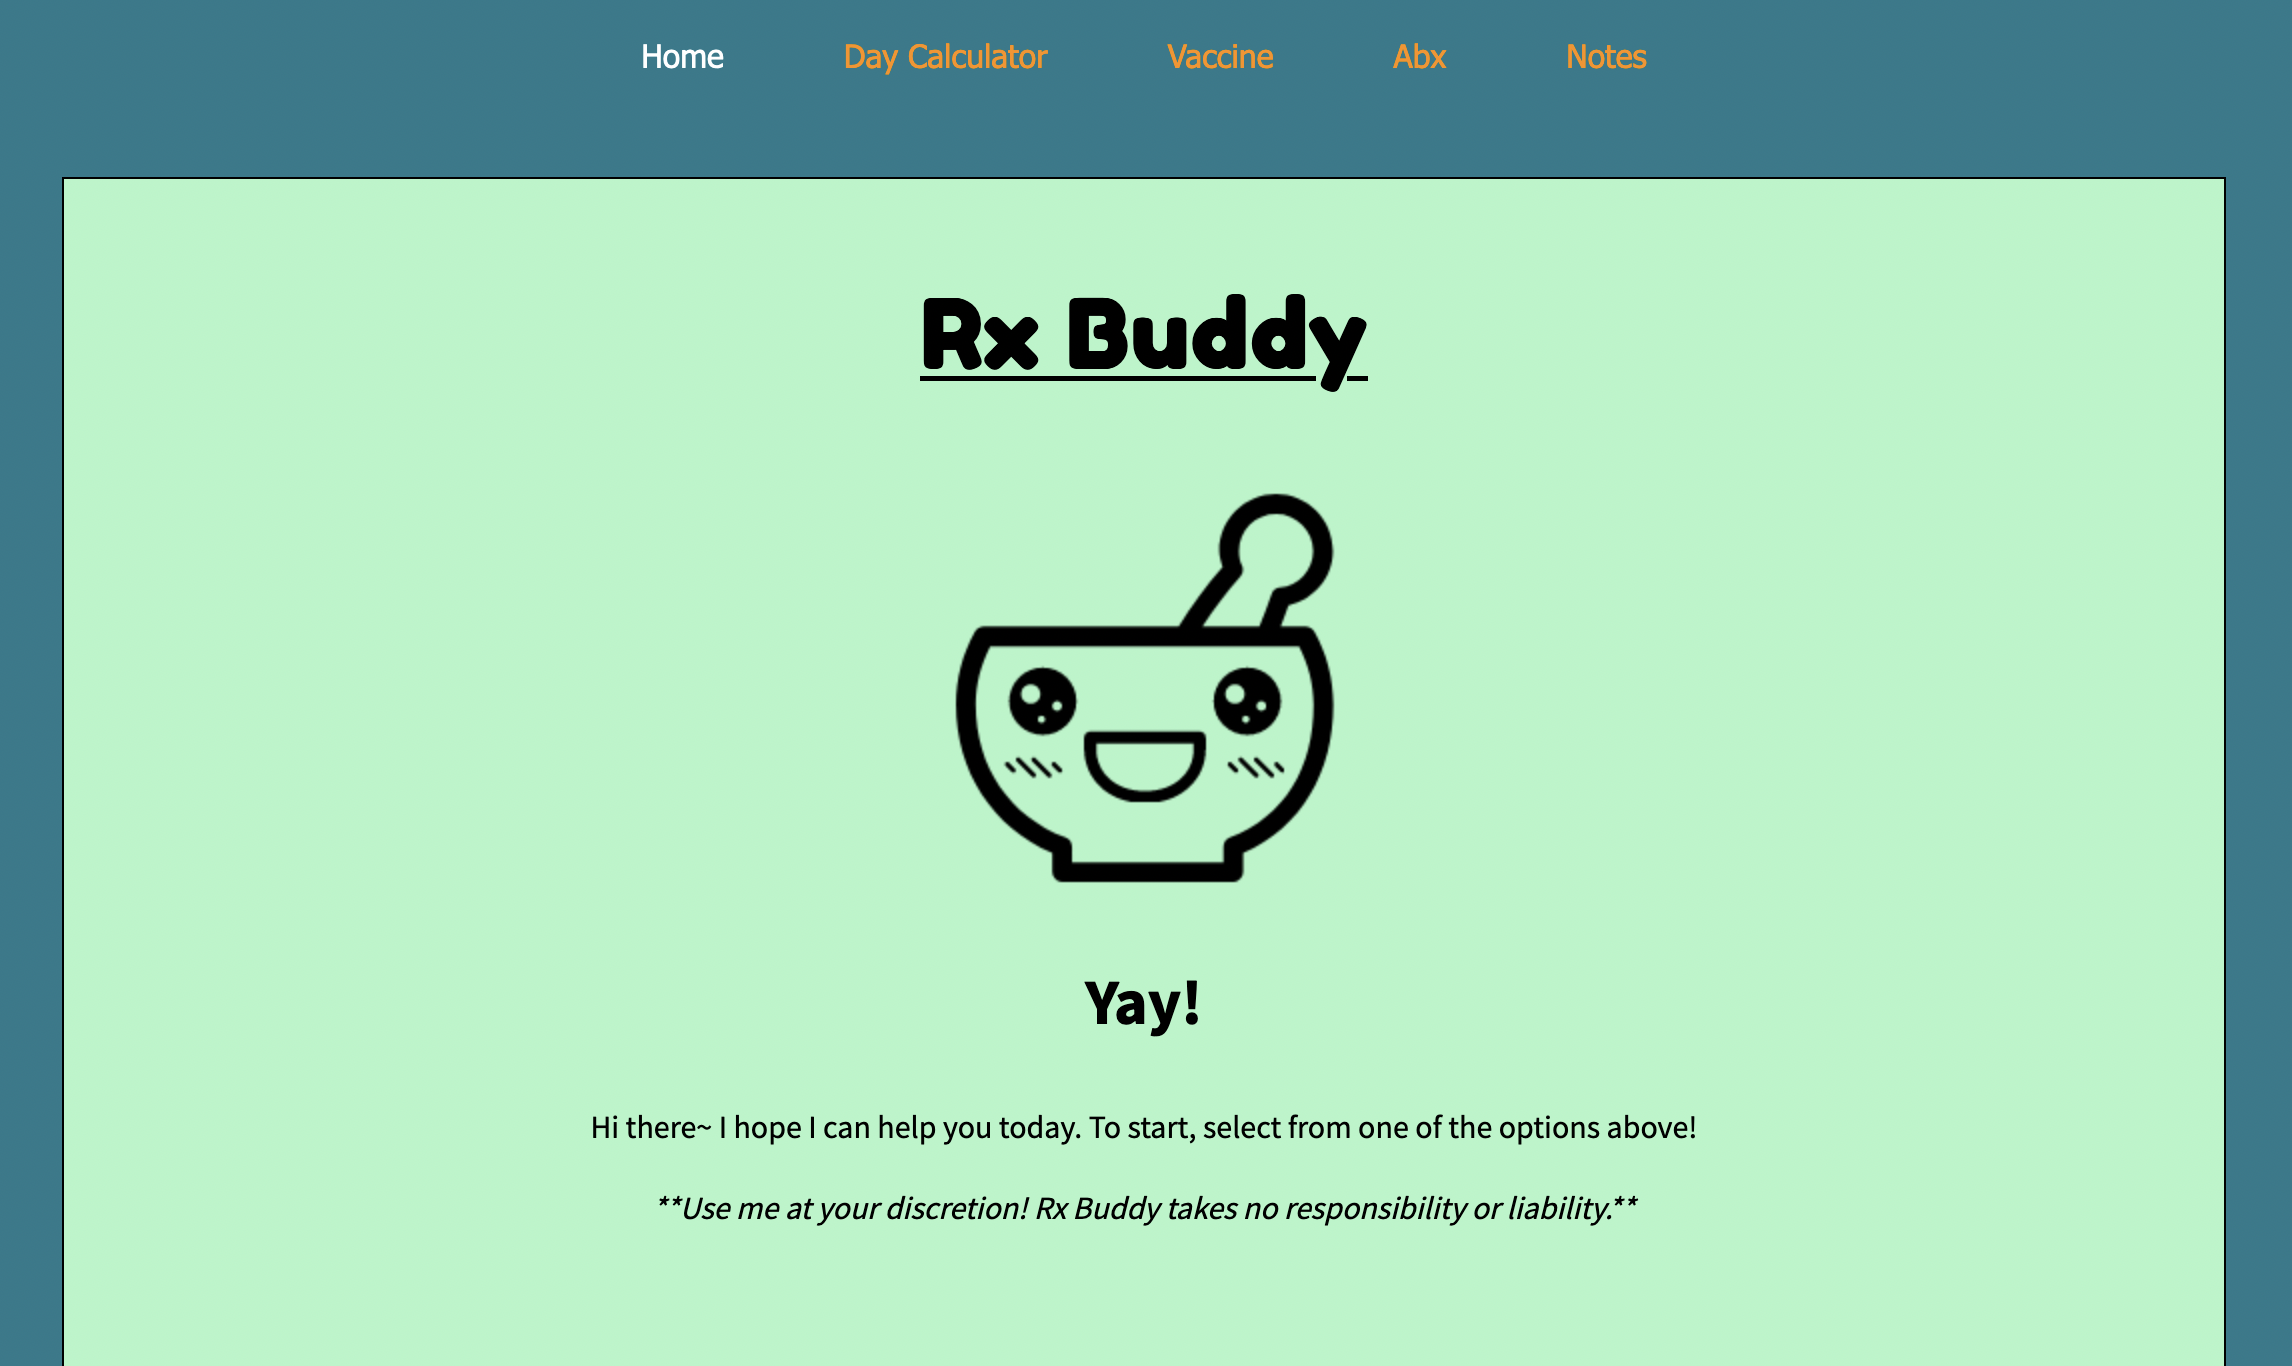 Home Day Calculator Vaccine Abx Notes
Rx Buddy
Yay!
Hi there~ I hope I can help you today. To start, select from one of the options above!
**Use me at your discretion! Rx Buddy takes no responsibility or liability.**